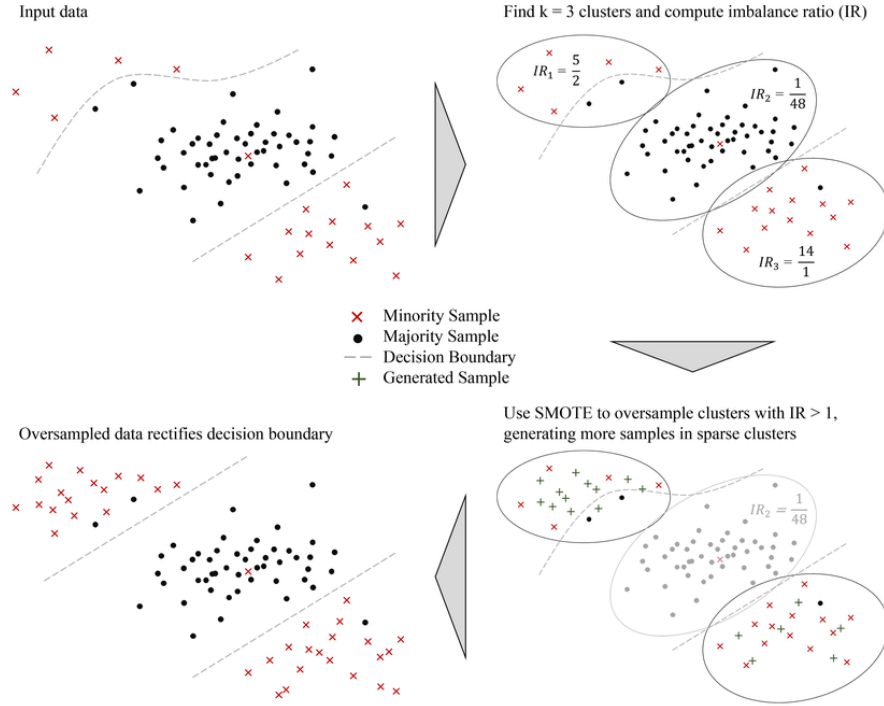 Input data
Find k = 3 clusters and compute imbalance ratio (IR)
IR₁ = 5/2
IR₂ = 1/48
IR₃ = 14/1
Minority Sample
Majority Sample
Decision Boundary
Generated Sample
Oversampled data rectifies decision boundary
Use SMOTE to oversample clusters with IR > 1,
generating more samples in sparse clusters
IR₂ = 1/48